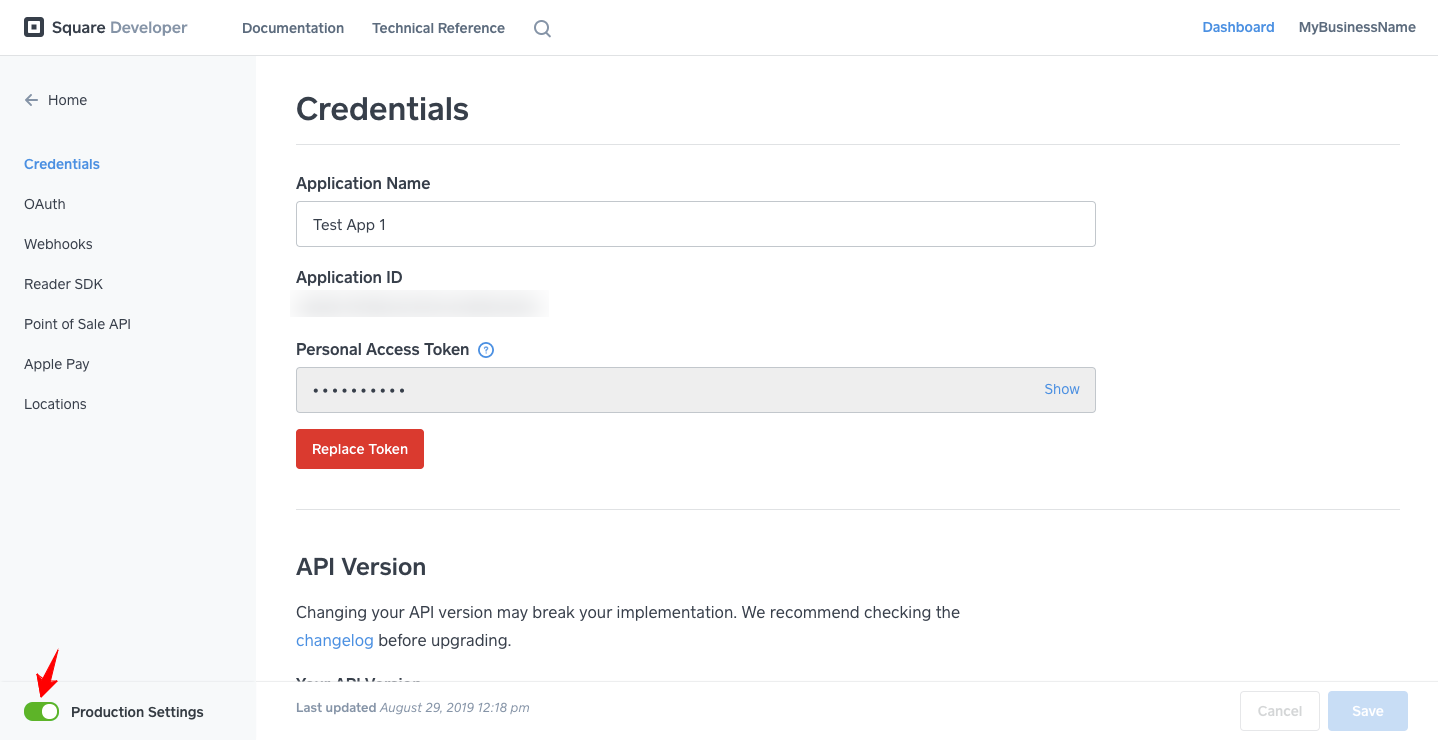 Square Developer
Documentation
Technical Reference
Dashboard
MyBusinessName
Home
Credentials
OAuth
Webhooks
Reader SDK
Point of Sale API
Apple Pay
Locations
Production Settings
Credentials
Application Name
Test App 1
Application ID
Personal Access Token ?
••••••••••
Show
Replace Token
API Version
Changing your API version may break your implementation. We recommend checking the
changelog before upgrading.
Your API Version
Last updated August 29, 2019 12:18 pm
Cancel
Save